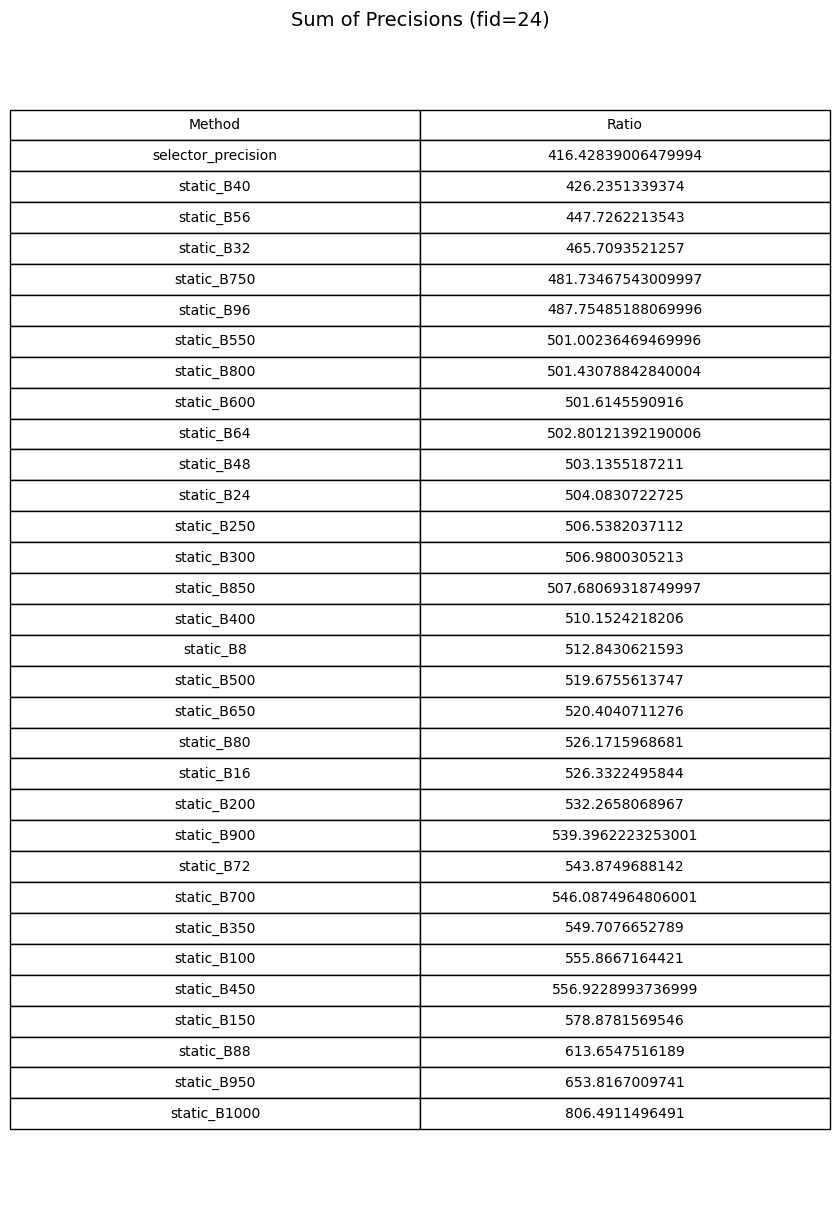 Sum of Precisions (fid=24)
Method Ratio
selector_precision 416.42839006479994
static_B40 426.2351339374
static_B56 447.7262213543
static_B32 465.7093521257
static_B750 481.73467543009997
static_B96 487.75485188069996
static_B550 501.00236469469996
static_B800 501.43078842840004
static_B600 501.6145590916
static_B64 502.80121392190006
static_B48 503.1355187211
static_B24 504.0830722725
static_B250 506.5382037112
static_B300 506.9800305213
static_B850 507.68069318749997
static_B400 510.1524218206
static_B8 512.8430621593
static_B500 519.6755613747
static_B650 520.4040711276
static_B80 526.1715968681
static_B16 526.3322495844
static_B200 532.2658068967
static_B900 539.3962223253001
static_B72 543.8749688142
static_B700 546.0874964806001
static_B350 549.7076652789
static_B100 555.8667164421
static_B450 556.9228993736999
static_B150 578.8781569546
static_B88 613.6547516189
static_B950 653.8167009741
static_B1000 806.4911496491